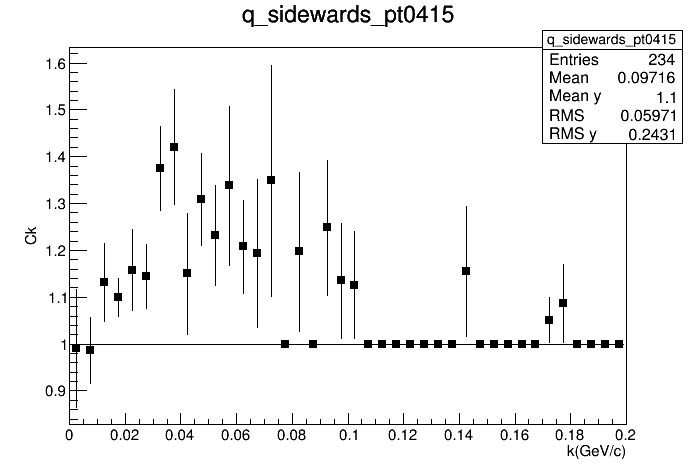 q_sidewards_pt0415
q_sidewards_pt0415
Entries 234
Mean 0.09716
Mean y 1.1
RMS 0.05971
RMS y 0.2431
Ck
1.6
1.5
1.4
1.3
1.2
1.1
1
0.9
0 0.02 0.04 0.06 0.08 0.1 0.12 0.14 0.16 0.18 0.2
k(GeV/c)